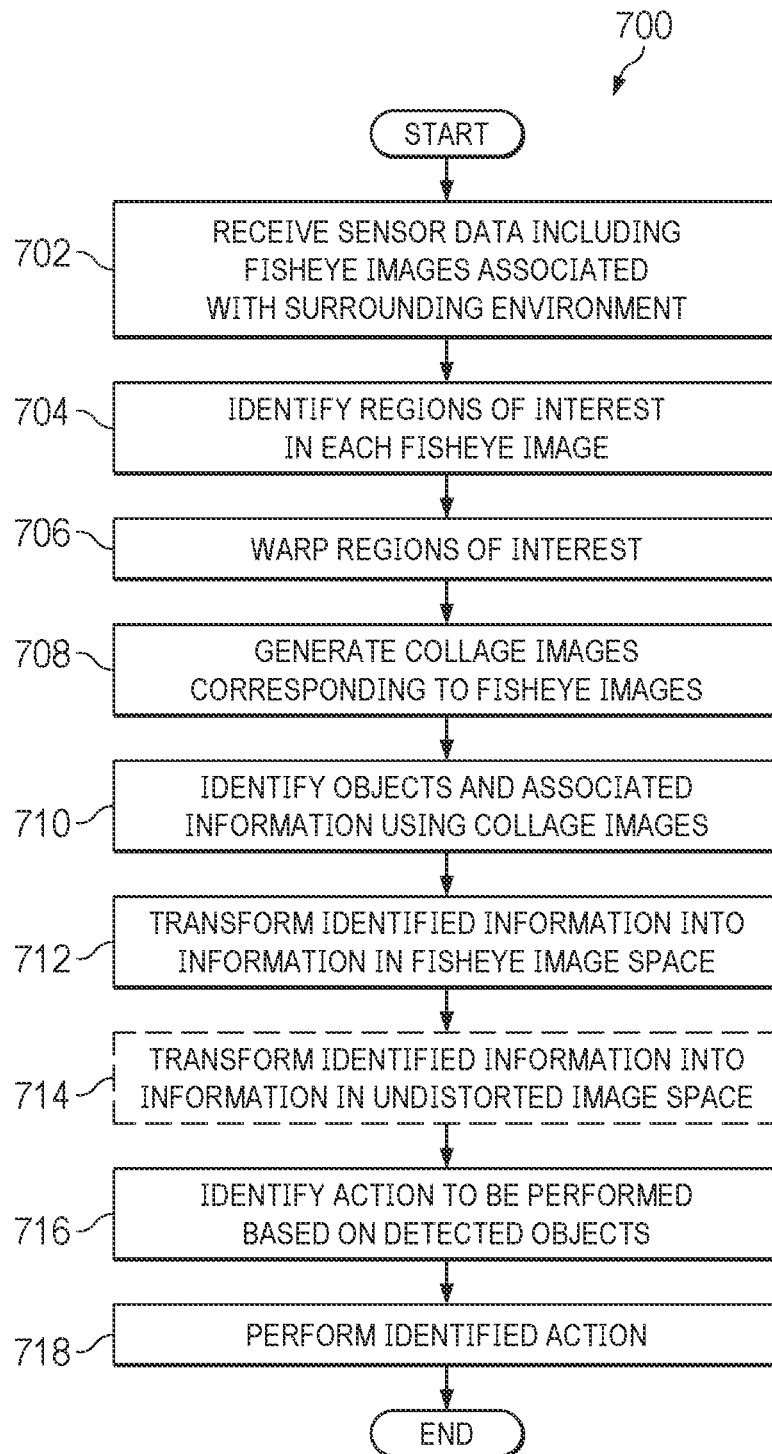 700
START
702
RECEIVE SENSOR DATA INCLUDING
FISHEYE IMAGES ASSOCIATED
WITH SURROUNDING ENVIRONMENT
704
IDENTIFY REGIONS OF INTEREST
IN EACH FISHEYE IMAGE
706
WARP REGIONS OF INTEREST
708
GENERATE COLLAGE IMAGES
CORRESPONDING TO FISHEYE IMAGES
710
IDENTIFY OBJECTS AND ASSOCIATED
INFORMATION USING COLLAGE IMAGES
712
TRANSFORM IDENTIFIED INFORMATION INTO
INFORMATION IN FISHEYE IMAGE SPACE
714
TRANSFORM IDENTIFIED INFORMATION INTO
INFORMATION IN UNDISTORTED IMAGE SPACE
716
IDENTIFY ACTION TO BE PERFORMED
BASED ON DETECTED OBJECTS
718
PERFORM IDENTIFIED ACTION
END